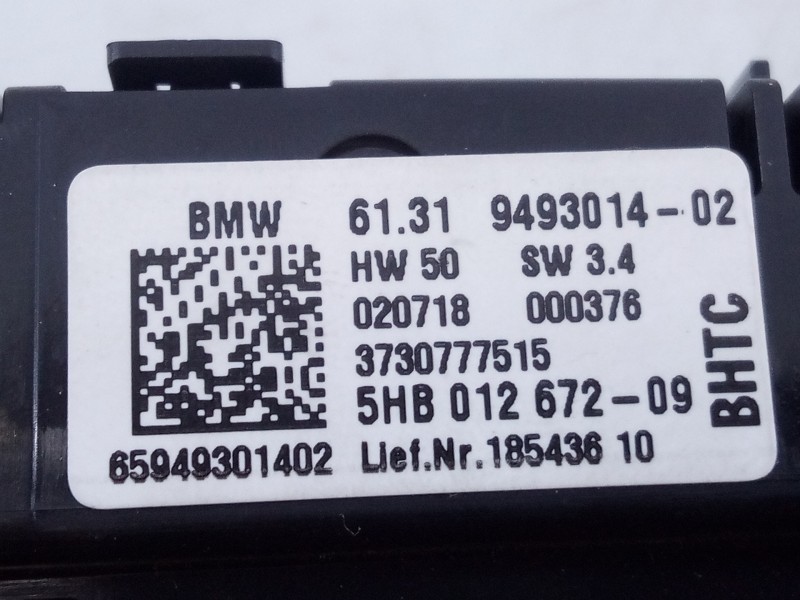 BMW 61.31 9493014-02
HW 50 SW 3.4
020718 000376
3730777515
5HB 012 672-09
65949301402 Lief.Nr.185436 10
BHTC